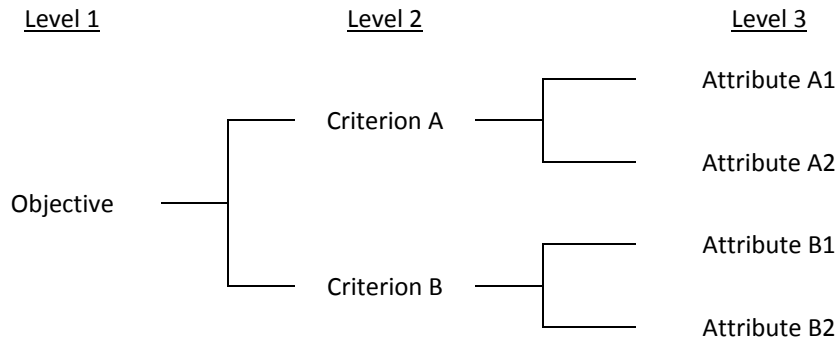 Level 1
Level 2
Level 3
Attribute A1
Criterion A
Attribute A2
Objective
Attribute B1
Criterion B
Attribute B2